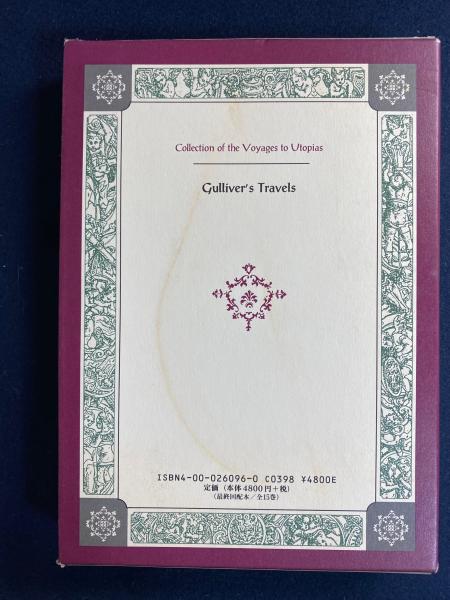 Collection of the Voyages to Utopias
Gulliver's Travels
ISBN4-00-026096-0 C0398 ¥4800E
定価（本体4800円+税）
（最終回配本／全15巻）